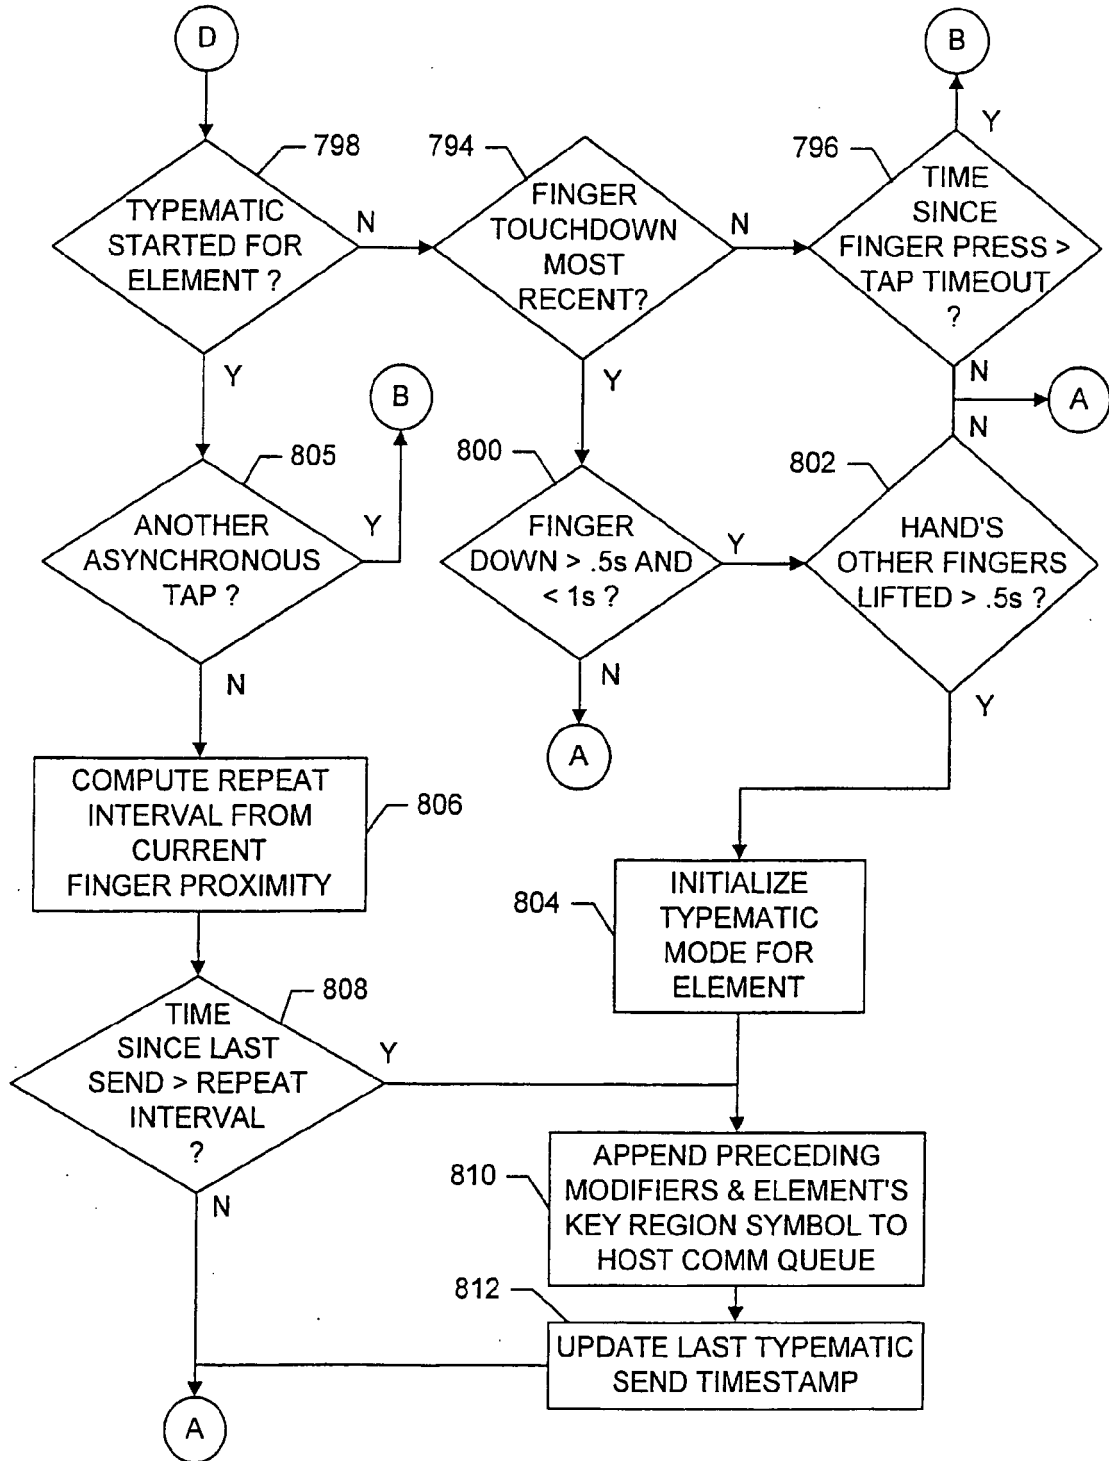 D
B
798
TYPEMATIC
STARTED FOR
ELEMENT ?
N
Y
794
FINGER
TOUCHDOWN
MOST
RECENT?
N
Y
796
TIME
SINCE
FINGER PRESS >
TAP TIMEOUT
?
Y
N
A
B
805
ANOTHER
ASYNCHRONOUS
TAP ?
Y
N
800
FINGER
DOWN > .5s AND
< 1s ?
Y
N
A
802
N
HAND'S
OTHER FINGERS
LIFTED > .5s ?
Y
COMPUTE REPEAT
INTERVAL FROM
CURRENT
FINGER PROXIMITY
806
804
INITIALIZE
TYPEMATIC
MODE FOR
ELEMENT
808
TIME
SINCE LAST
SEND > REPEAT
INTERVAL
?
Y
N
810
APPEND PRECEDING
MODIFIERS & ELEMENT'S
KEY REGION SYMBOL TO
HOST COMM QUEUE
812
UPDATE LAST TYPEMATIC
SEND TIMESTAMP
A